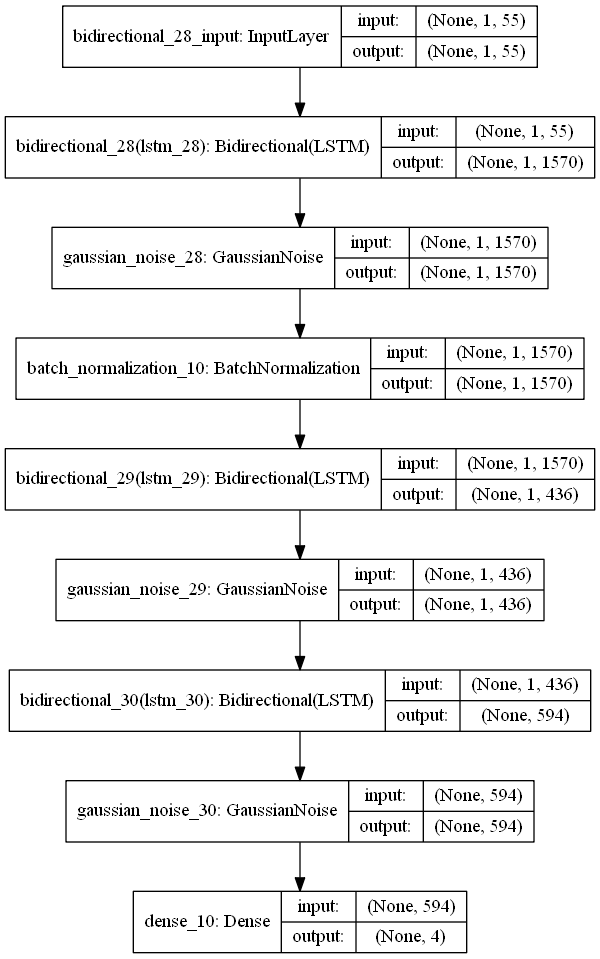 bidirectional_28_input: InputLayer
input: (None, 1, 55)
output: (None, 1, 55)
bidirectional_28(lstm_28): Bidirectional(LSTM)
input: (None, 1, 55)
output: (None, 1, 1570)
gaussian_noise_28: GaussianNoise
input: (None, 1, 1570)
output: (None, 1, 1570)
batch_normalization_10: BatchNormalization
input: (None, 1, 1570)
output: (None, 1, 1570)
bidirectional_29(lstm_29): Bidirectional(LSTM)
input: (None, 1, 1570)
output: (None, 1, 436)
gaussian_noise_29: GaussianNoise
input: (None, 1, 436)
output: (None, 1, 436)
bidirectional_30(lstm_30): Bidirectional(LSTM)
input: (None, 1, 436)
output: (None, 594)
gaussian_noise_30: GaussianNoise
input: (None, 594)
output: (None, 594)
dense_10: Dense
input: (None, 594)
output: (None, 4)